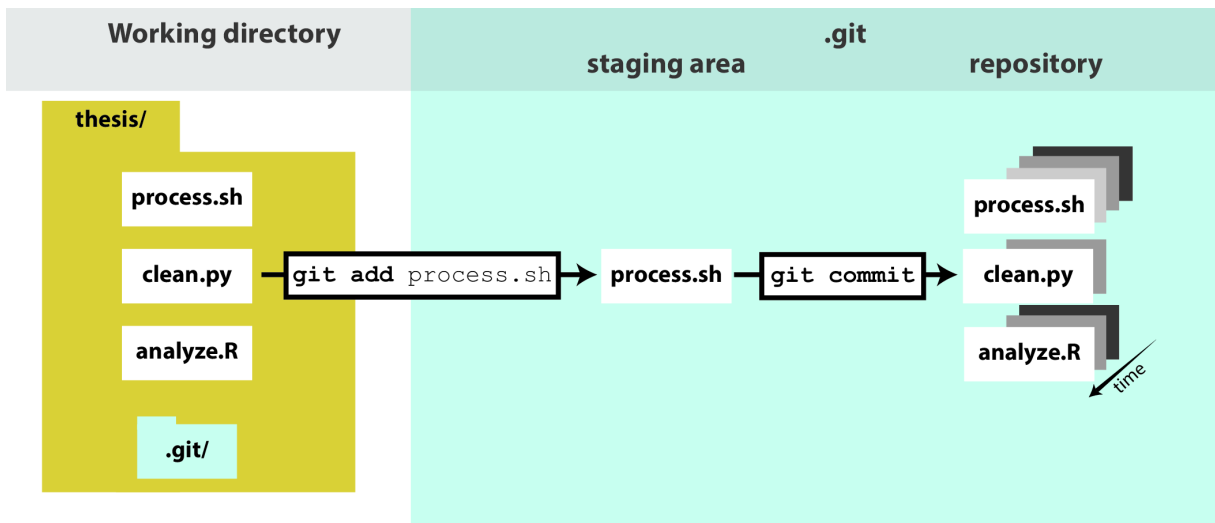 Working directory
.git
staging area
repository
thesis/
process.sh
clean.py
analyze.R
.git/
git add process.sh
process.sh
git commit
process.sh
clean.py
analyze.R
time